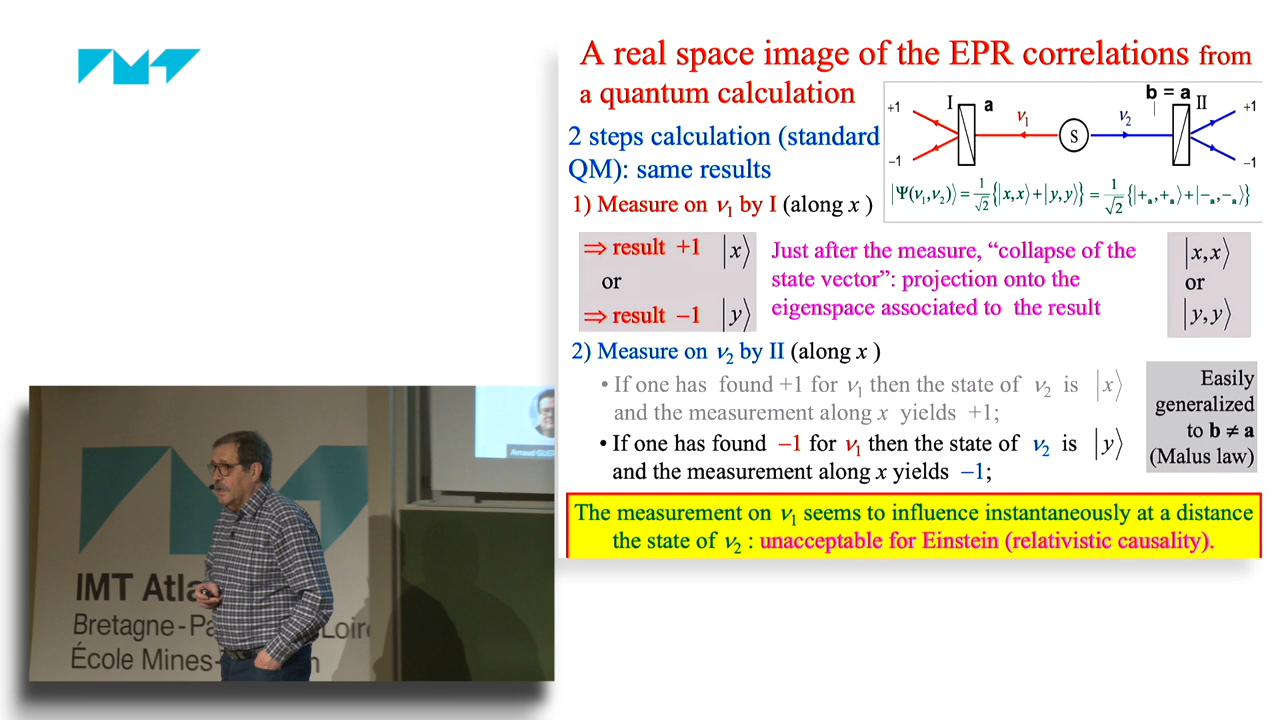 IMT
A real space image of the EPR correlations from
a quantum calculation
b = a
+1 I a ν₁ S ν₂ II +1
−1 −1
|Ψ(ν₁,ν₂)⟩ = 1/√2 {|x,x⟩ + |y,y⟩} = 1/√2 {|+ₐ,+ₐ⟩ + |−ₐ,−ₐ⟩}
2 steps calculation (standard
QM): same results
1) Measure on ν₁ by I (along x )
⇒ result +1 |x⟩
or
⇒ result −1 |y⟩
Just after the measure, “collapse of the
state vector”: projection onto the
eigenspace associated to the result
|x,x⟩
or
|y,y⟩
2) Measure on ν₂ by II (along x )
• If one has found +1 for ν₁ then the state of ν₂ is |x⟩
and the measurement along x yields +1;
• If one has found −1 for ν₁ then the state of ν₂ is |y⟩
and the measurement along x yields −1;
Easily
generalized
to b ≠ a
(Malus law)
The measurement on ν₁ seems to influence instantaneously at a distance
the state of ν₂ : unacceptable for Einstein (relativistic causality).
IMT Atla
Bretagne-Pa Loire
École Mines-
Arnaud GUE